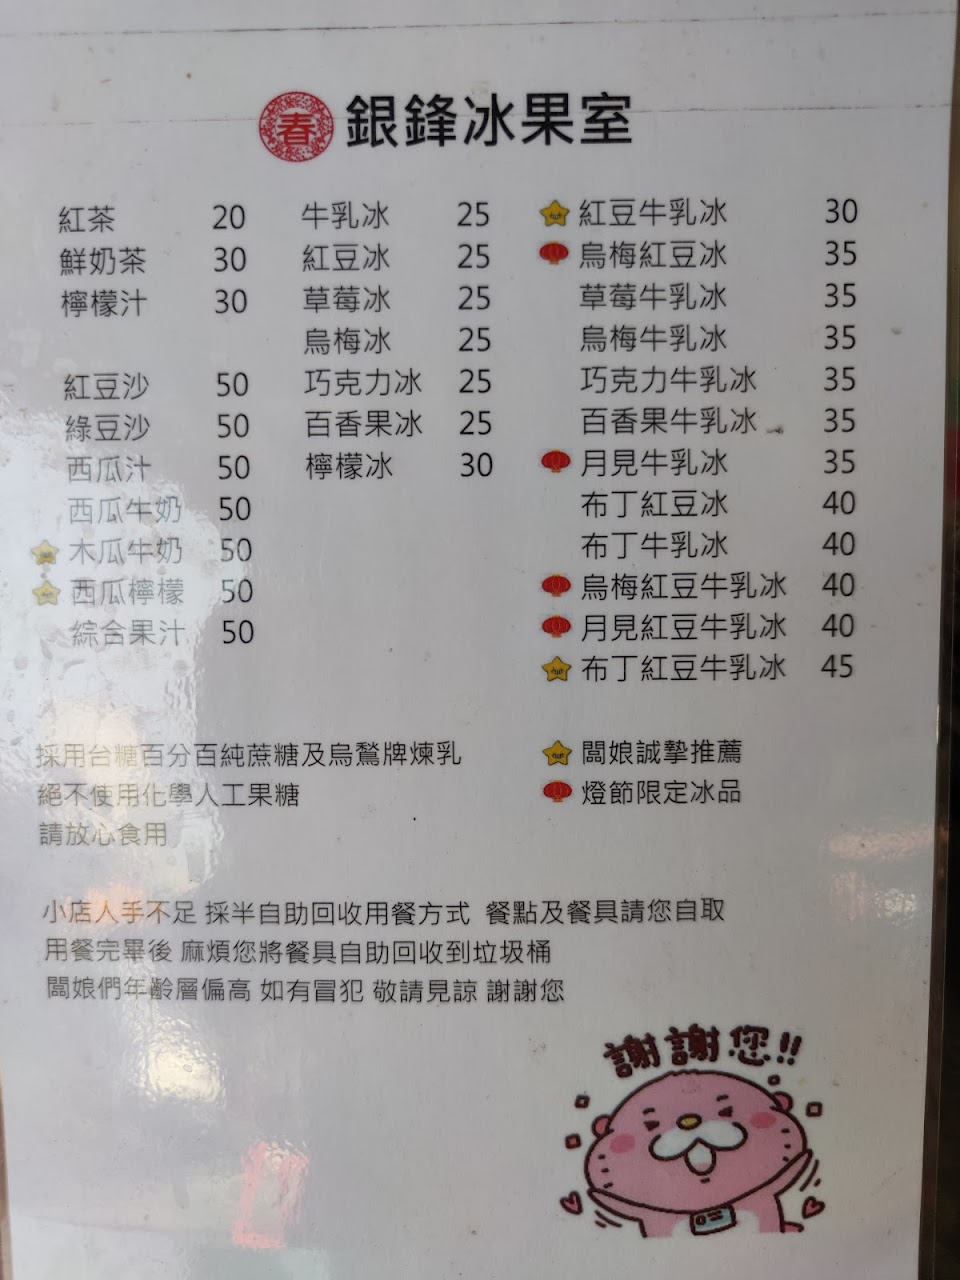 春 銀鋒冰果室
紅茶 20
鮮奶茶 30
檸檬汁 30
紅豆沙 50
綠豆沙 50
西瓜汁 50
西瓜牛奶 50
木瓜牛奶 50
西瓜檸檬 50
綜合果汁 50
牛乳冰 25
紅豆冰 25
草莓冰 25
烏梅冰 25
巧克力冰 25
百香果冰 25
檸檬冰 30
紅豆牛乳冰 30
烏梅紅豆冰 35
草莓牛乳冰 35
烏梅牛乳冰 35
巧克力牛乳冰 35
百香果牛乳冰 35
月見牛乳冰 35
布丁紅豆冰 40
布丁牛乳冰 40
烏梅紅豆牛乳冰 40
月見紅豆牛乳冰 40
布丁紅豆牛乳冰 45
採用台糖百分百純蔗糖及烏鶖牌煉乳
絕不使用化學人工果糖
請放心食用
闆娘誠摯推薦
燈節限定冰品
小店人手不足 採半自助回收用餐方式 餐點及餐具請您自取
用餐完畢後 麻煩您將餐具自助回收到垃圾桶
闆娘們年齡層偏高 如有冒犯 敬請見諒 謝謝您
謝謝您!!